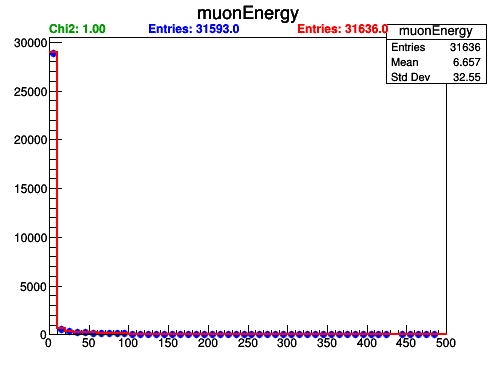 muonEnergy
Chi2: 1.00 Entries: 31593.0 Entries: 31636.0
muonEnergy
Entries 31636
Mean 6.657
Std Dev 32.55
30000
25000
20000
15000
10000
5000
0
0 50 100 150 200 250 300 350 400 450 500